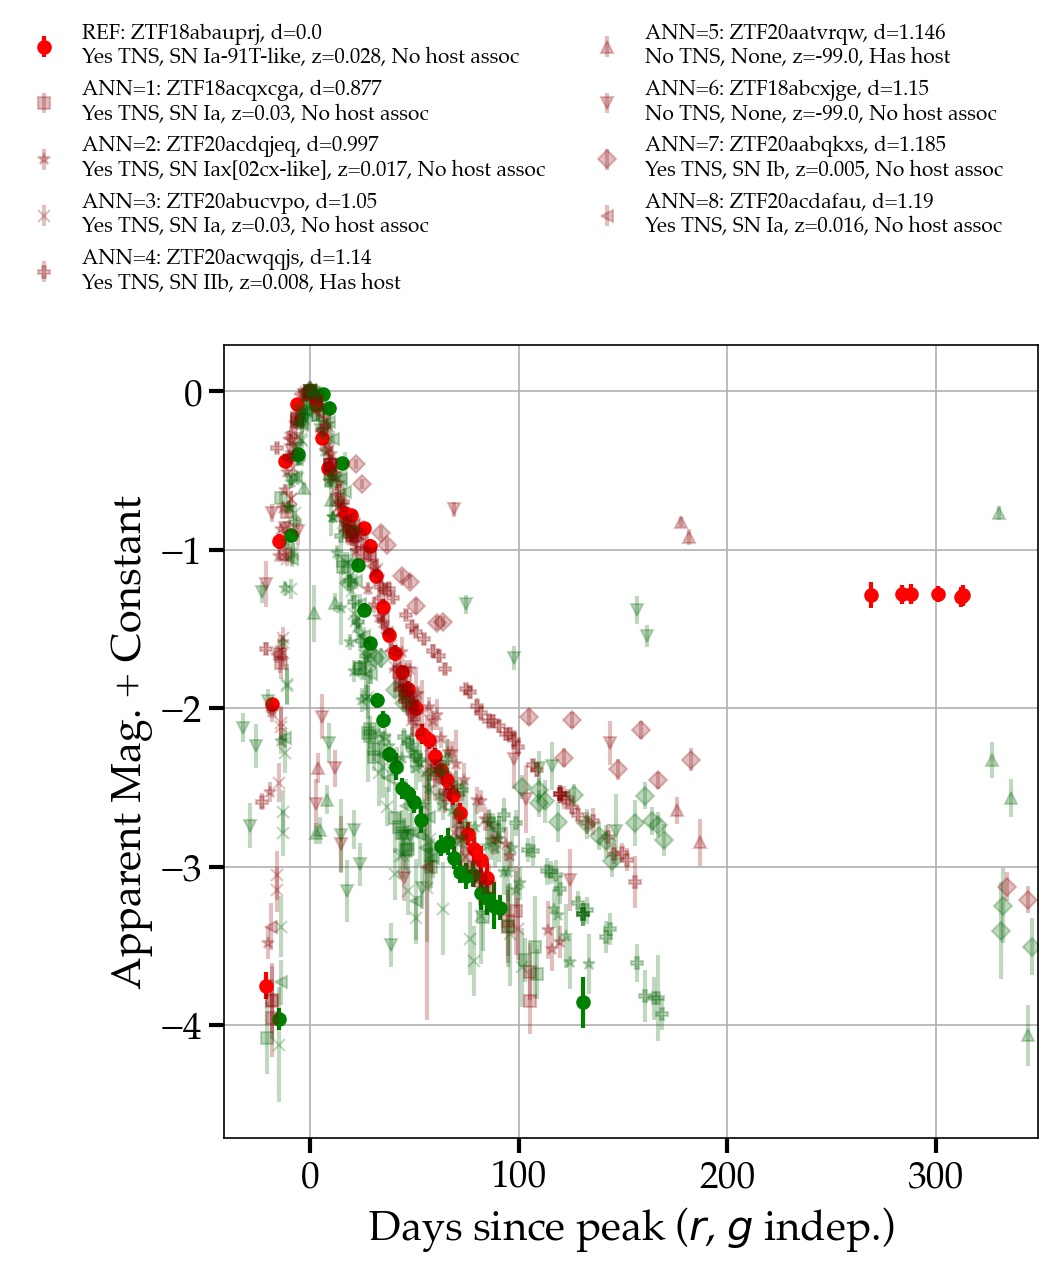 REF: ZTF18abauprj, d=0.0
Yes TNS, SN Ia-91T-like, z=0.028, No host assoc
ANN=1: ZTF18acqxcga, d=0.877
Yes TNS, SN Ia, z=0.03, No host assoc
ANN=2: ZTF20acdqjeq, d=0.997
Yes TNS, SN Iax[02cx-like], z=0.017, No host assoc
ANN=3: ZTF20abucvpo, d=1.05
Yes TNS, SN Ia, z=0.03, No host assoc
ANN=4: ZTF20acwqqjs, d=1.14
Yes TNS, SN IIb, z=0.008, Has host
ANN=5: ZTF20aatvrqw, d=1.146
No TNS, None, z=-99.0, Has host
ANN=6: ZTF18abcxjge, d=1.15
No TNS, None, z=-99.0, No host assoc
ANN=7: ZTF20aabqkxs, d=1.185
Yes TNS, SN Ib, z=0.005, No host assoc
ANN=8: ZTF20acdafau, d=1.19
Yes TNS, SN Ia, z=0.016, No host assoc
Apparent Mag. + Constant
0
−1
−2
−3
−4
0 100 200 300
Days since peak (r, g indep.)